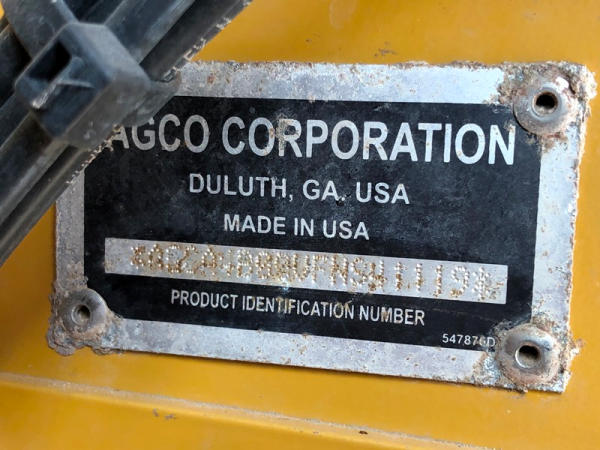 AGCO CORPORATION
DULUTH, GA. USA
MADE IN USA
PRODUCT IDENTIFICATION NUMBER
547876D